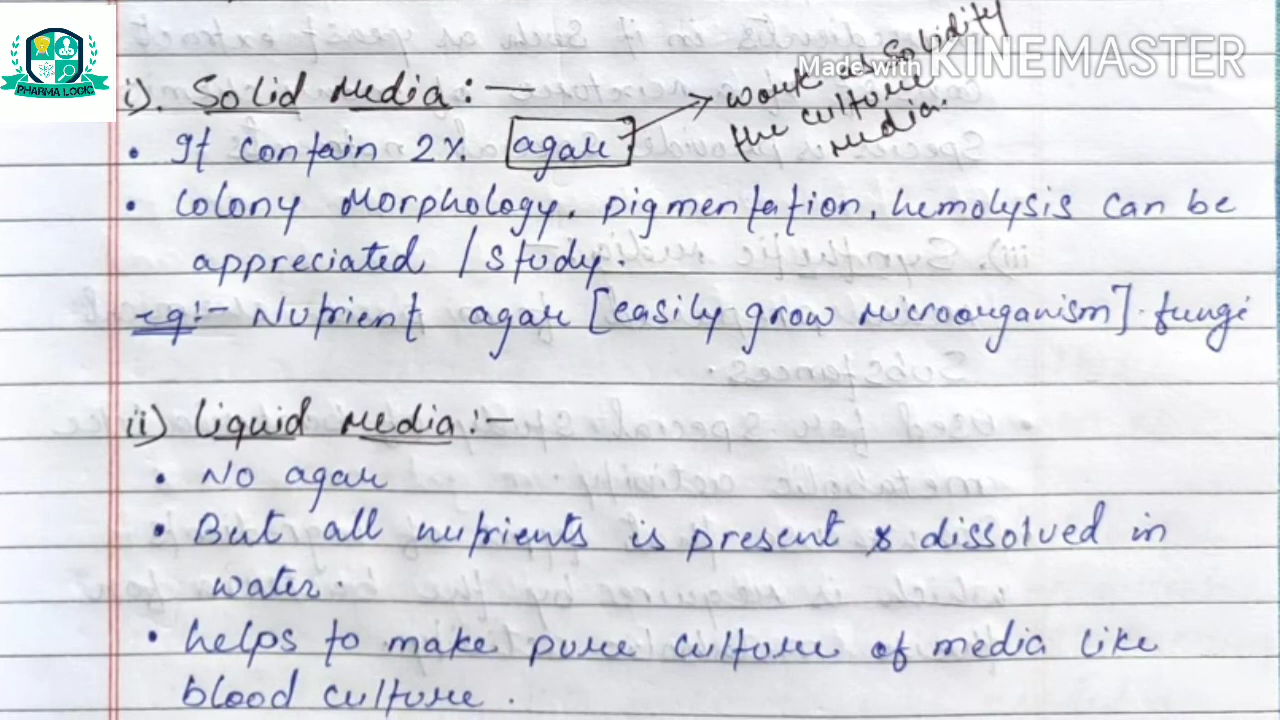 Made with KINEMASTER
PHARMA LOGIC
i). Solid Media :-
work as solidity
the culture
media.
• It contain 2%. agar
• Colony Morphology, pigmentation, hemolysis can be
appreciated / study.
eg:- Nutrient agar [easily grow microorganism]. fungi
ii) Liquid Media :-
• No agar
• But all nutrients is present & dissolved in
water.
• helps to make pure culture of media like
blood culture.